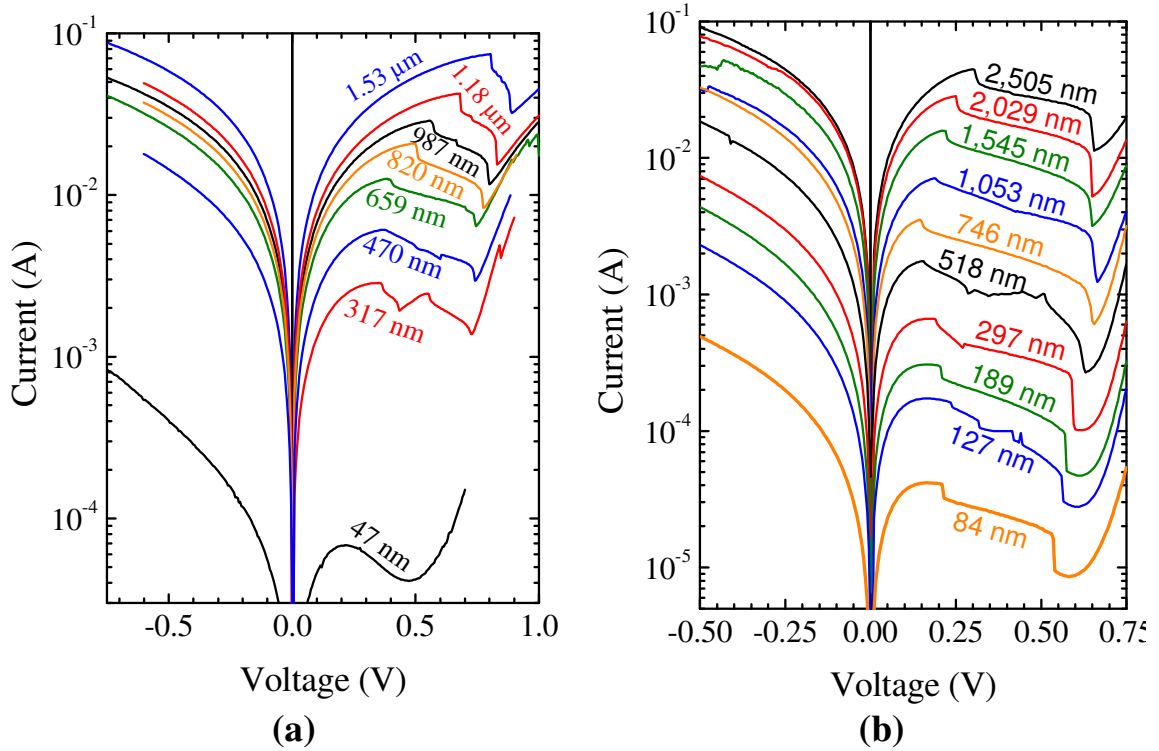 10⁻¹
10⁻²
10⁻³
10⁻⁴
Current (A)
1.53 μm
1.18 μm
987 nm
820 nm
659 nm
470 nm
317 nm
47 nm
-0.5 0.0 0.5 1.0
Voltage (V)
(a)
10⁻¹
10⁻²
10⁻³
10⁻⁴
10⁻⁵
Current (A)
2,505 nm
2,029 nm
1,545 nm
1,053 nm
746 nm
518 nm
297 nm
189 nm
127 nm
84 nm
-0.50 -0.25 0.00 0.25 0.50 0.75
Voltage (V)
(b)